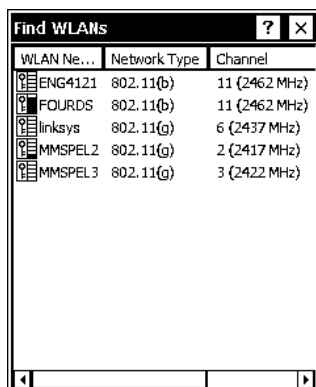 Find WLANs ? ×
WLAN Ne... Network Type Channel
ENG4121 802.11(b) 11 (2462 MHz)
FOURDS 802.11(b) 11 (2462 MHz)
linksys 802.11(g) 6 (2437 MHz)
MMSPEL2 802.11(g) 2 (2417 MHz)
MMSPEL3 802.11(g) 3 (2422 MHz)